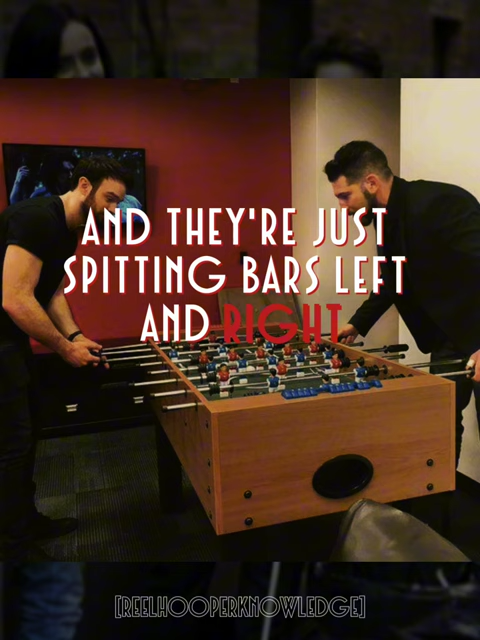 AND THEY'RE JUST
SPITTING BARS LEFT
AND RIGHT
[REELHOOPERKNOWLEDGE]